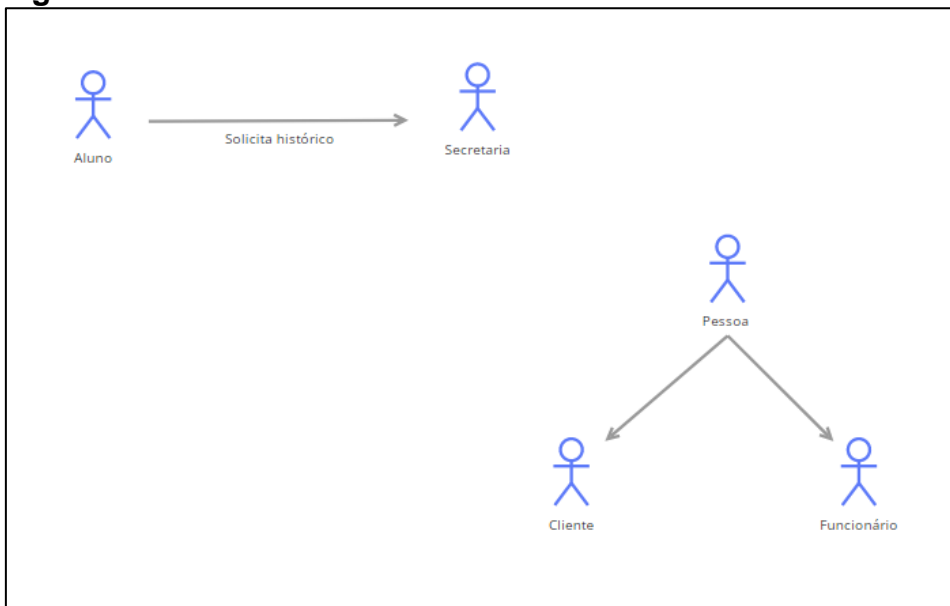 Aluno
Solicita histórico
Secretaria
Pessoa
Cliente
Funcionário